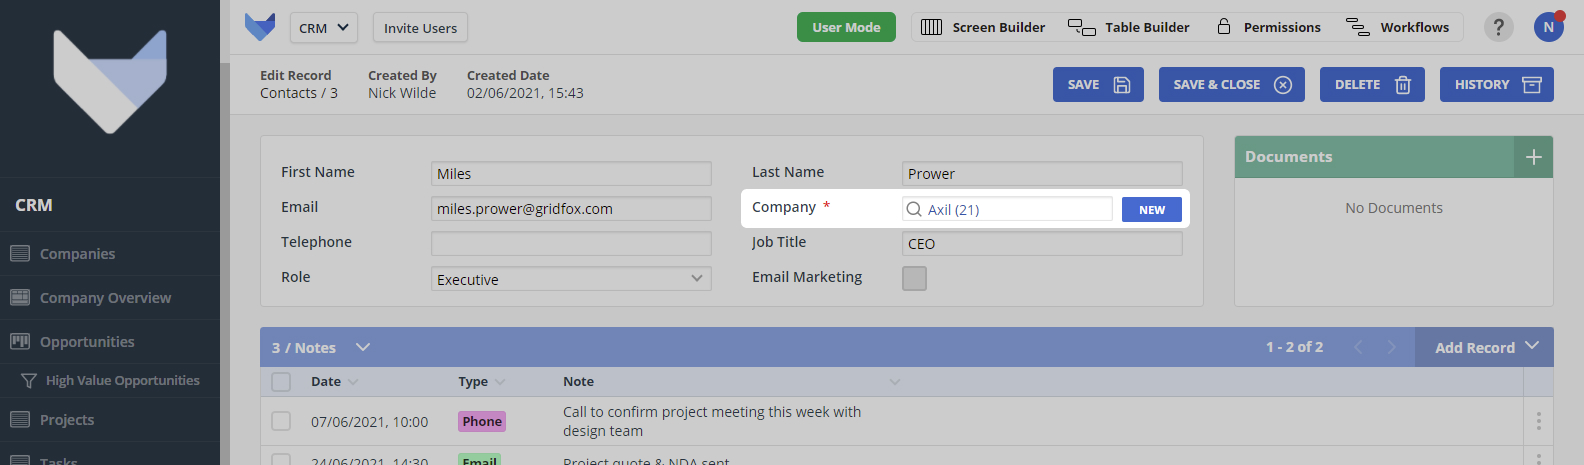 CRM
Invite Users
User Mode
Screen Builder
Table Builder
Permissions
Workflows
?
N
Edit Record
Contacts / 3
Created By
Nick Wilde
Created Date
02/06/2021, 15:43
SAVE
SAVE & CLOSE
DELETE
HISTORY
CRM
Companies
Company Overview
Opportunities
High Value Opportunities
Projects
Tasks
First Name
Miles
Last Name
Prower
Email
miles.prower@gridfox.com
Company *
Axil (21)
NEW
Telephone
Job Title
CEO
Role
Executive
Email Marketing
Documents
No Documents
3 / Notes
1 - 2 of 2
Add Record
Date
Type
Note
07/06/2021, 10:00
Phone
Call to confirm project meeting this week with
design team
24/06/2021, 14:30
Email
Project quote & NDA sent